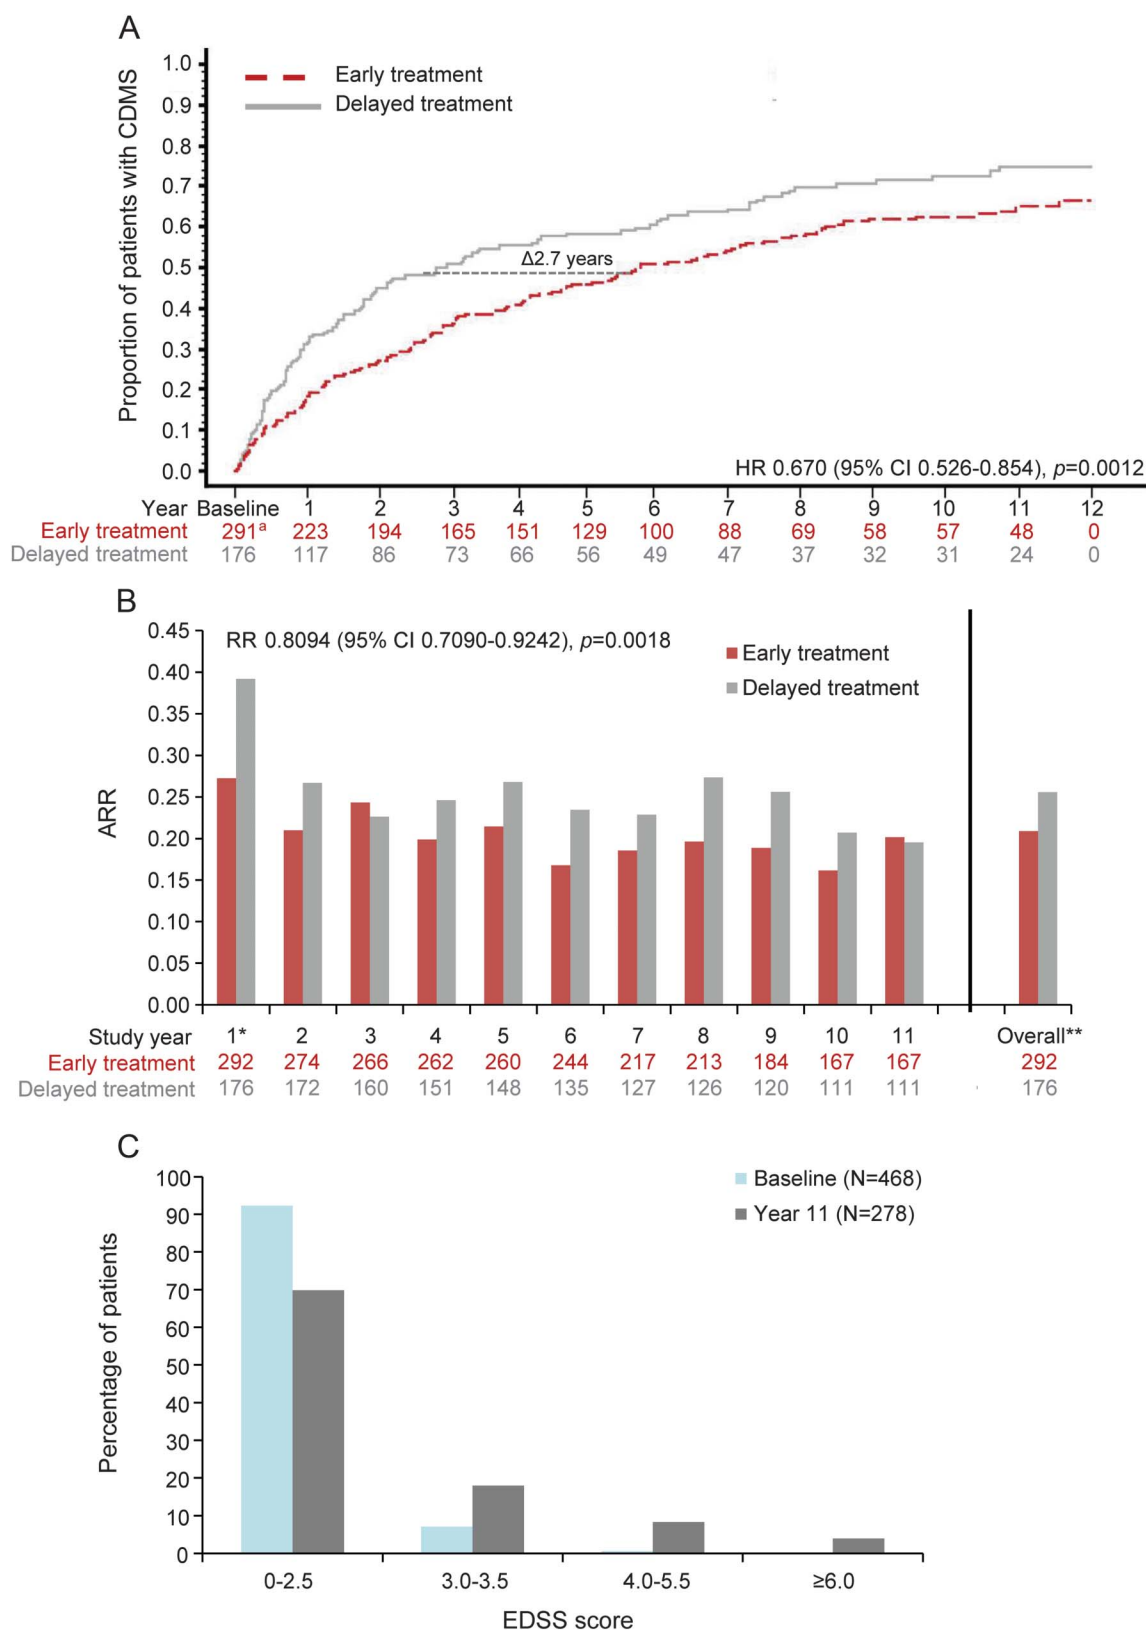 A
Proportion of patients with CDMS
1.0
0.9
0.8
0.7
0.6
0.5
0.4
0.3
0.2
0.1
0.0
Early treatment
Delayed treatment
Δ2.7 years
HR 0.670 (95% CI 0.526-0.854), p=0.0012
Year Baseline 1 2 3 4 5 6 7 8 9 10 11 12
Early treatment 291a 223 194 165 151 129 100 88 69 58 57 48 0
Delayed treatment 176 117 86 73 66 56 49 47 37 32 31 24 0
B
ARR
0.45
0.40
0.35
0.30
0.25
0.20
0.15
0.10
0.05
0.00
RR 0.8094 (95% CI 0.7090-0.9242), p=0.0018
Early treatment
Delayed treatment
Study year 1* 2 3 4 5 6 7 8 9 10 11 Overall**
Early treatment 292 274 266 262 260 244 217 213 184 167 167 292
Delayed treatment 176 172 160 151 148 135 127 126 120 111 111 176
C
Percentage of patients
100
90
80
70
60
50
40
30
20
10
0
Baseline (N=468)
Year 11 (N=278)
0-2.5 3.0-3.5 4.0-5.5 ≥6.0
EDSS score